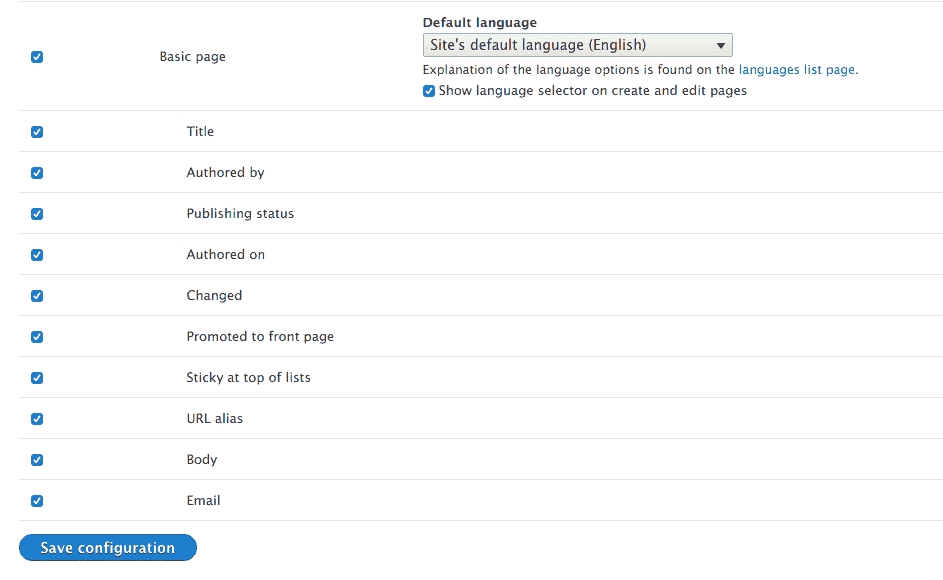 Default language
Basic page
Site's default language (English)
Explanation of the language options is found on the languages list page.
Show language selector on create and edit pages
Title
Authored by
Publishing status
Authored on
Changed
Promoted to front page
Sticky at top of lists
URL alias
Body
Email
Save configuration